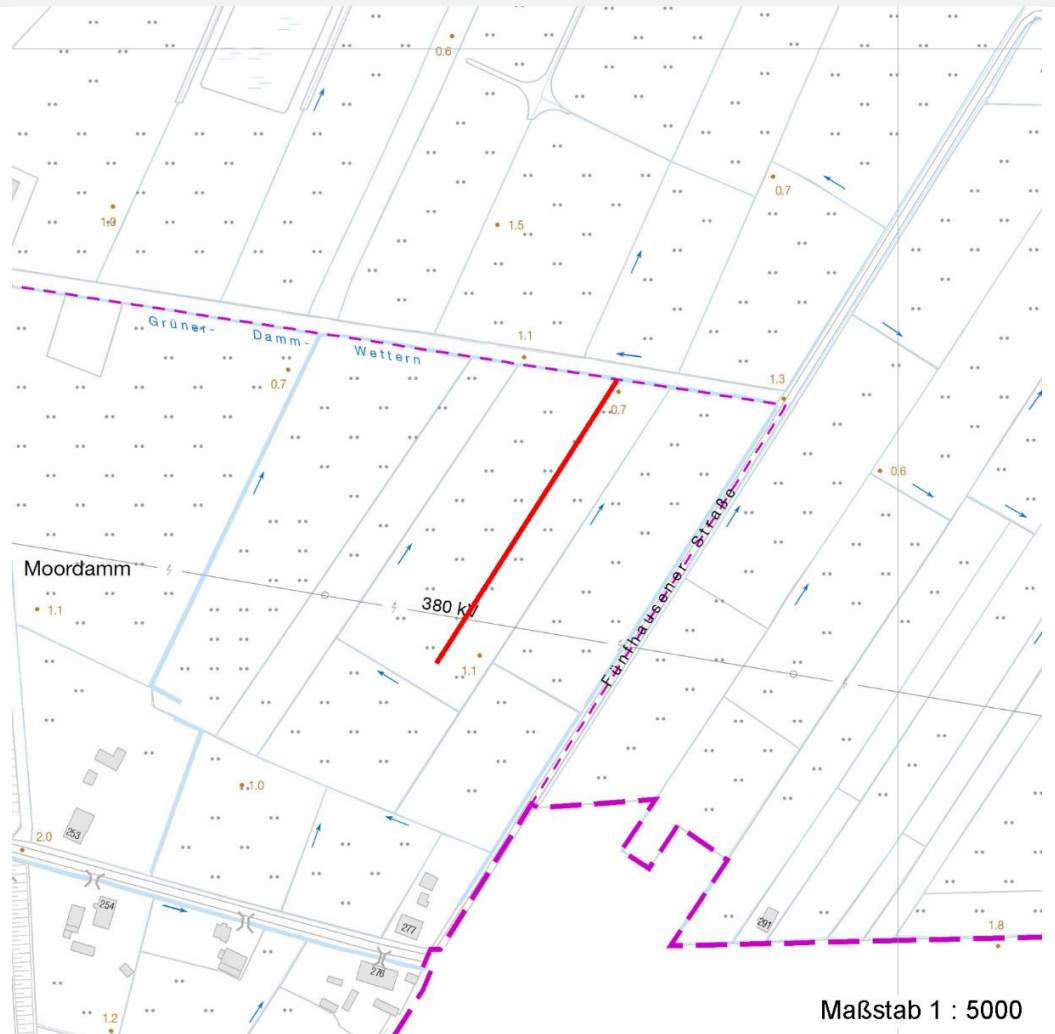 0.6
0.7
1.0
1.5
Grüner-
Damm-
Wettern
1.1
0.7
1.3
0.7
0.6
Fünfhausener Straße
Moordamm
1.1
380 kV
1.1
1.0
2.0
253
254
277
276
291
1.8
1.2
Maßstab 1 : 5000